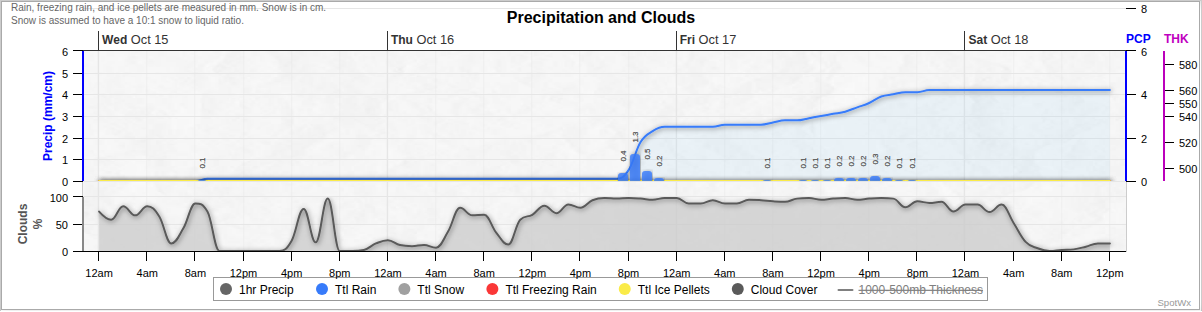 Rain, freezing rain, and ice pellets are measured in mm. Snow is in cm.
Snow is assumed to have a 10:1 snow to liquid ratio.
Precipitation and Clouds
8
Wed Oct 15
Thu Oct 16
Fri Oct 17
Sat Oct 18
PCP THK
Precip (mm/cm)
6
5
4
3
2
1
0
0.1
0.4
1.3
0.5
0.2
0.1
0.1
0.1
0.1
0.2
0.2
0.2
0.3
0.2
0.1
0.1
6
4
2
0
580
560
550
540
520
500
Clouds
%
100
50
0
12am 4am 8am 12pm 4pm 8pm 12am 4am 8am 12pm 4pm 8pm 12am 4am 8am 12pm 4pm 8pm 12am 4am 8am 12pm
1hr Precip Ttl Rain Ttl Snow Ttl Freezing Rain Ttl Ice Pellets Cloud Cover 1000-500mb Thickness
SpotWx